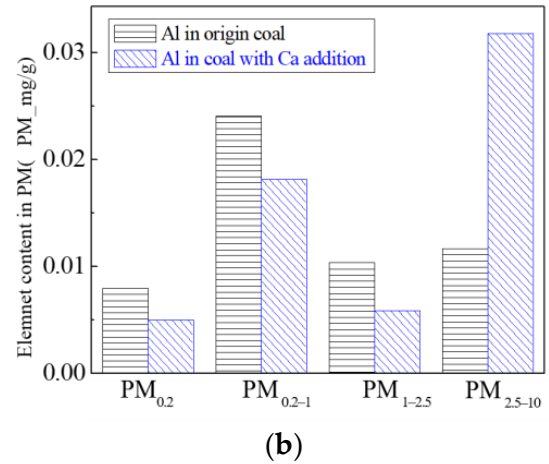 Al in origin coal
Al in coal with Ca addition
Elemnet content in PM( PM_mg/g)
0.03
0.02
0.01
0.00
PM0.2
PM0.2–1
PM1–2.5
PM2.5–10
(b)